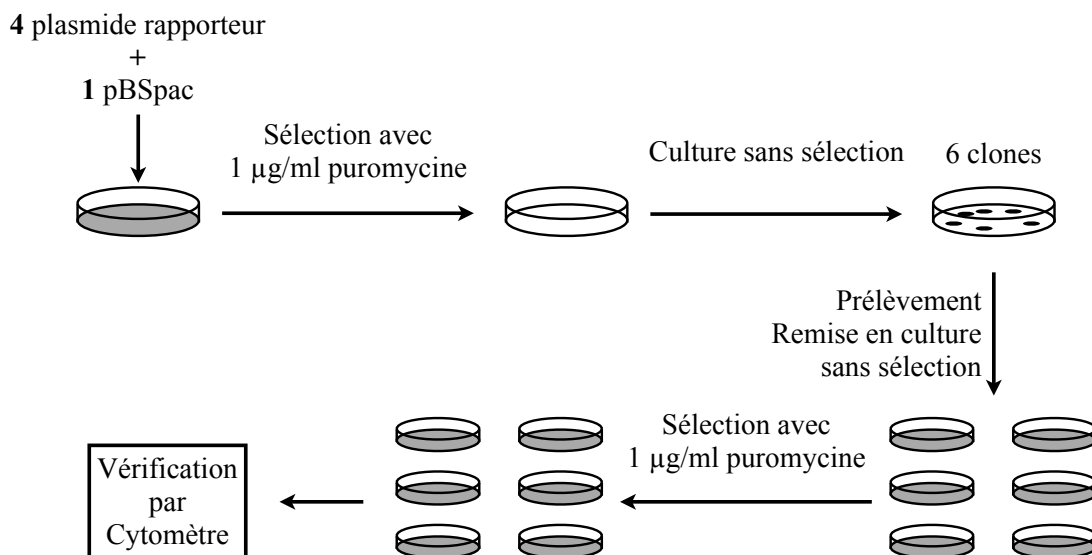 4 plasmide rapporteur
+
1 pBSpac
Sélection avec
1 µg/ml puromycine
Culture sans sélection
6 clones
Prélèvement
Remise en culture
sans sélection
Sélection avec
1 µg/ml puromycine
Vérification
par
Cytomètre